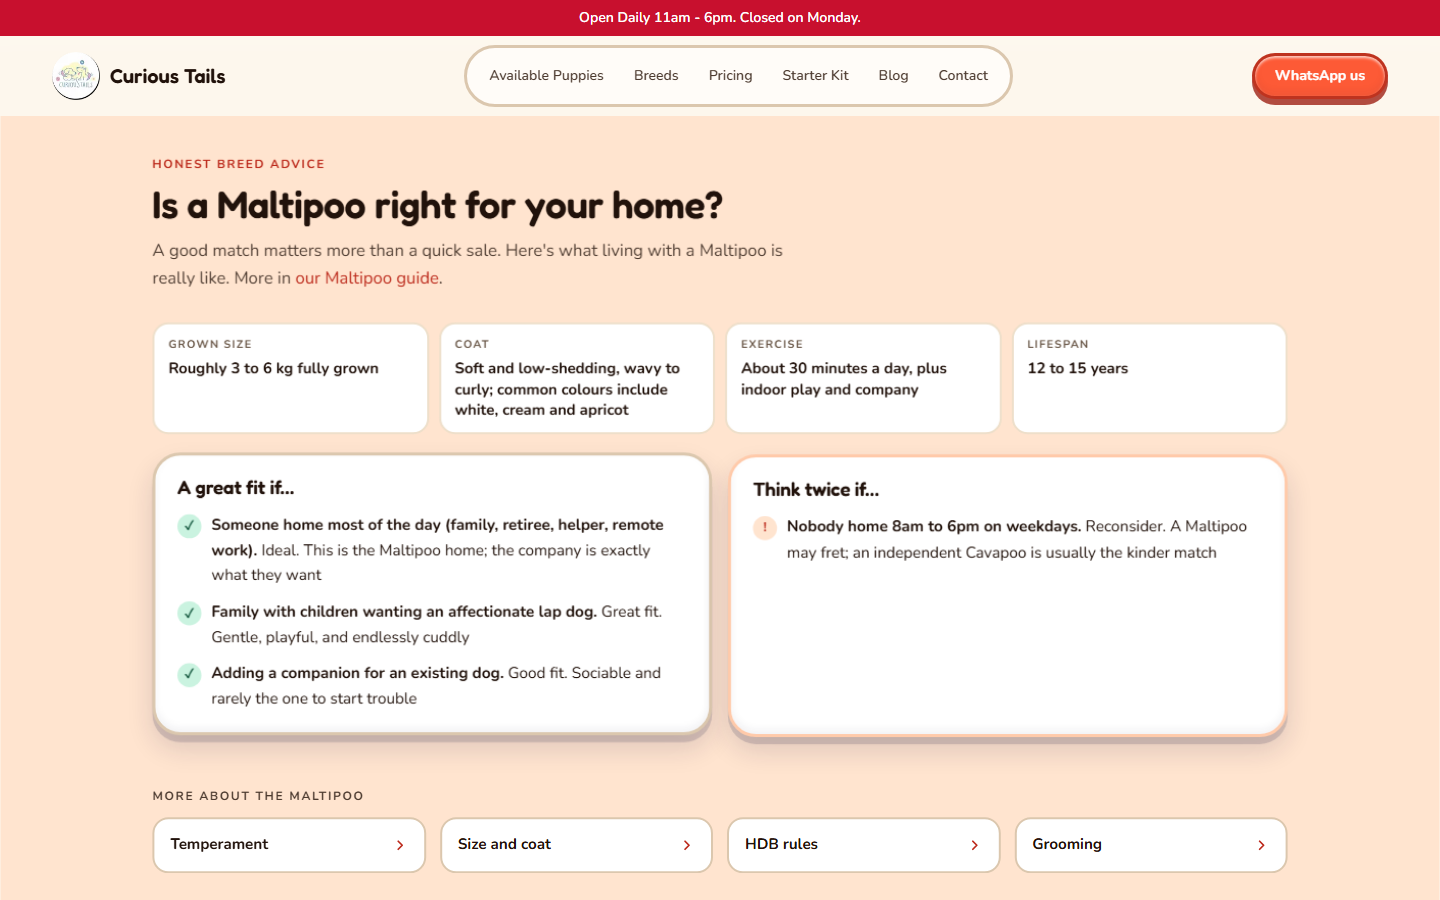 Open Daily 11am - 6pm. Closed on Monday.
Curious Tails
Available Puppies
Breeds
Pricing
Starter Kit
Blog
Contact
WhatsApp us
HONEST BREED ADVICE
Is a Maltipoo right for your home?
A good match matters more than a quick sale. Here's what living with a Maltipoo is
really like. More in our Maltipoo guide.
GROWN SIZE
Roughly 3 to 6 kg fully grown
COAT
Soft and low-shedding, wavy to
curly; common colours include
white, cream and apricot
EXERCISE
About 30 minutes a day, plus
indoor play and company
LIFESPAN
12 to 15 years
A great fit if...
✓ Someone home most of the day (family, retiree, helper, remote
work). Ideal. This is the Maltipoo home; the company is exactly
what they want
✓ Family with children wanting an affectionate lap dog. Great fit.
Gentle, playful, and endlessly cuddly
✓ Adding a companion for an existing dog. Good fit. Sociable and
rarely the one to start trouble
Think twice if...
! Nobody home 8am to 6pm on weekdays. Reconsider. A Maltipoo
may fret; an independent Cavapoo is usually the kinder match
MORE ABOUT THE MALTIPOO
Temperament
Size and coat
HDB rules
Grooming